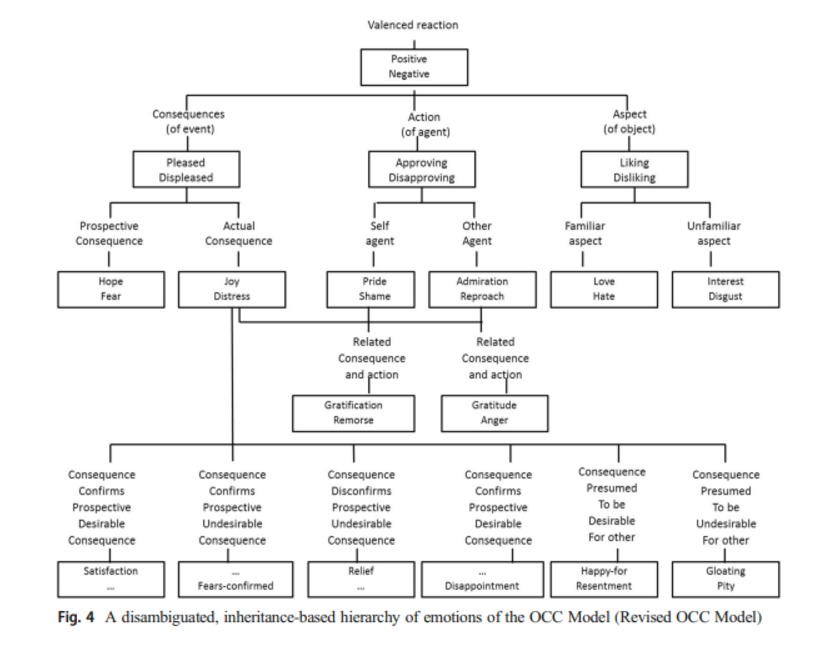 Valenced reaction
Positive
Negative
Consequences
(of event)
Action
(of agent)
Aspect
(of object)
Pleased
Displeased
Approving
Disapproving
Liking
Disliking
Prospective
Consequence
Actual
Consequence
Self
agent
Other
Agent
Familiar
aspect
Unfamiliar
aspect
Hope
Fear
Joy
Distress
Pride
Shame
Admiration
Reproach
Love
Hate
Interest
Disgust
Related
Consequence
and action
Related
Consequence
and action
Gratification
Remorse
Gratitude
Anger
Consequence
Confirms
Prospective
Desirable
Consequence
Consequence
Confirms
Prospective
Undesirable
Consequence
Consequence
Disconfirms
Prospective
Undesirable
Consequence
Consequence
Confirms
Prospective
Desirable
Consequence
Consequence
Presumed
To be
Desirable
For other
Consequence
Presumed
To be
Undesirable
For other
Satisfaction
...
...
Fears-confirmed
Relief
...
...
Disappointment
Happy-for
Resentment
Gloating
Pity
Fig. 4 A disambiguated, inheritance-based hierarchy of emotions of the OCC Model (Revised OCC Model)